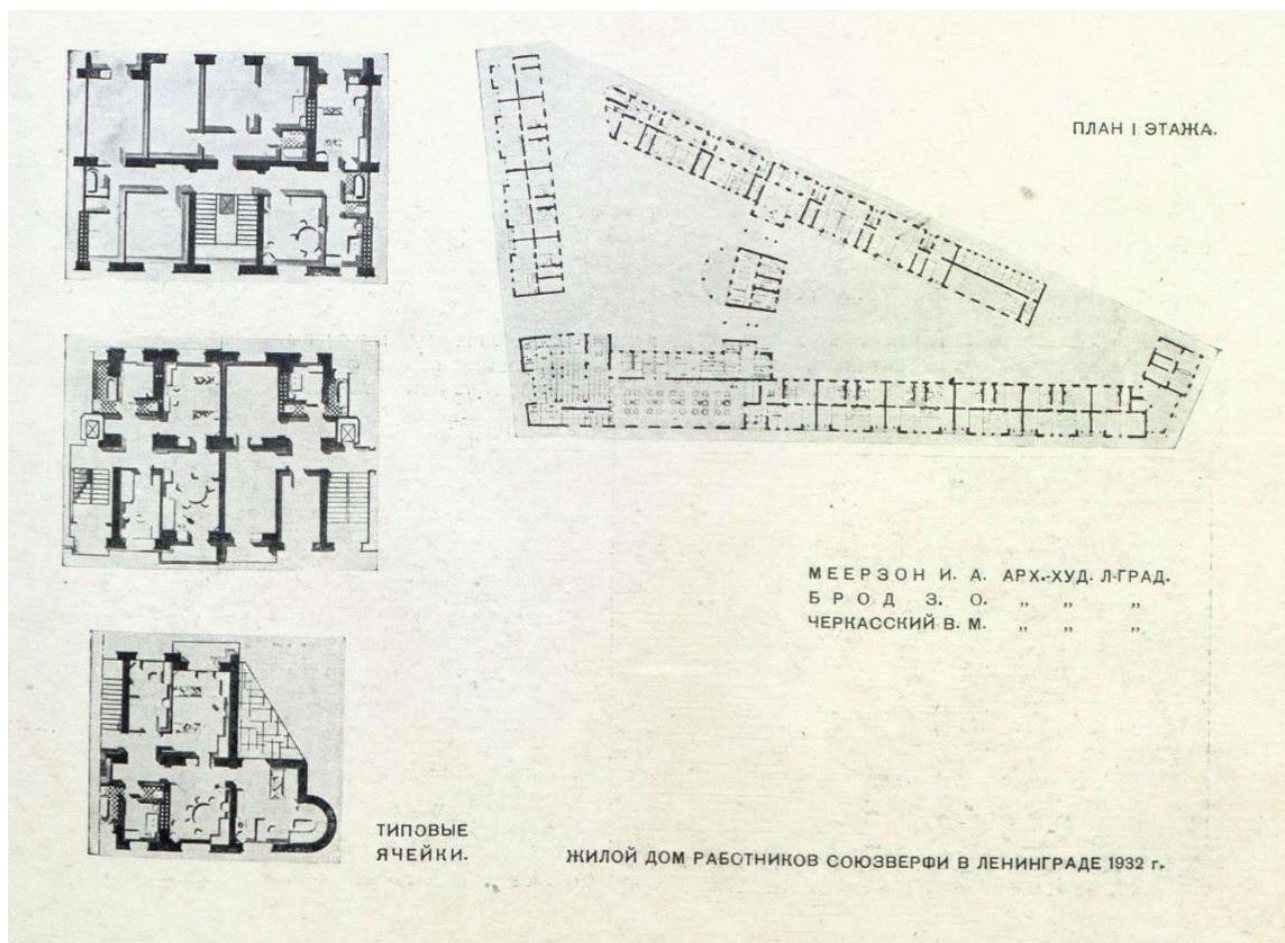 ПЛАН I ЭТАЖА.
МЕЕРЗОН И. А. АРХ.-ХУД. Л-ГРАД.
БРОД З. О. „ „ „
ЧЕРКАССКИЙ В. М. „ „ „
ТИПОВЫЕ
ЯЧЕЙКИ.
ЖИЛОЙ ДОМ РАБОТНИКОВ СОЮЗВЕРФИ В ЛЕНИНГРАДЕ 1932 г.